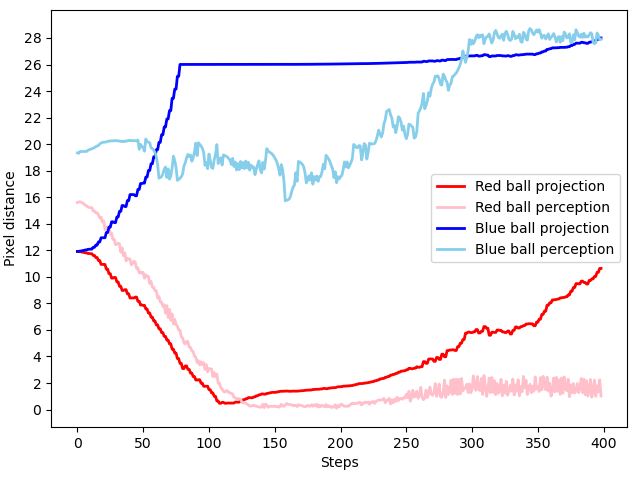 28
26
24
22
20
18
16
14
12
10
8
6
4
2
0
Pixel distance
Red ball projection
Red ball perception
Blue ball projection
Blue ball perception
0 50 100 150 200 250 300 350 400
Steps